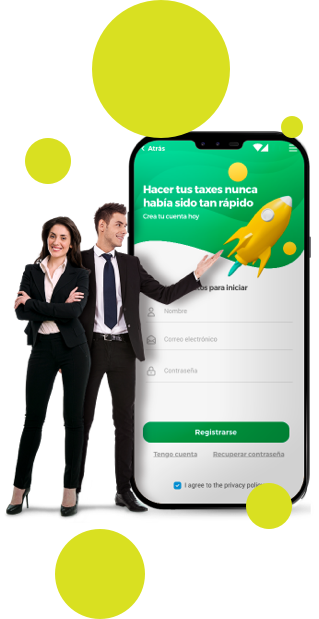 Atrás
Hacer tus taxes nunca
había sido tan rápido
Crea tu cuenta hoy
para iniciar
Nombre
Correo electrónico
Contraseña
Registrarse
Tengo cuenta Recuperar contraseña
I agree to the privacy policy